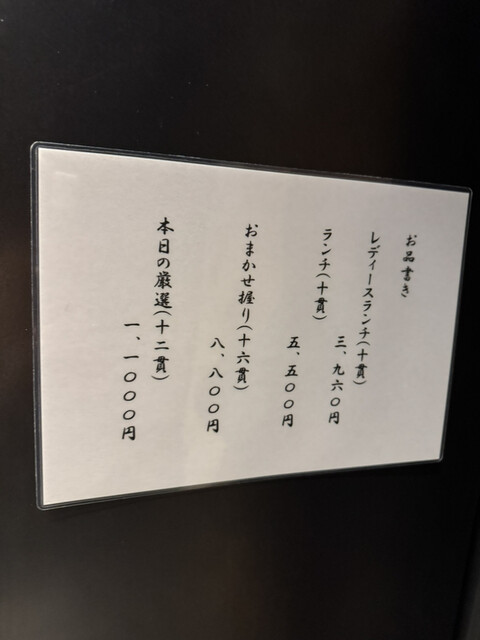 お品書き
レディースランチ(十貫)
三、九六〇円
ランチ(十貫)
五、五〇〇円
おまかせ握り(十六貫)
八、八〇〇円
本日の厳選(十二貫)
一、一〇〇〇円